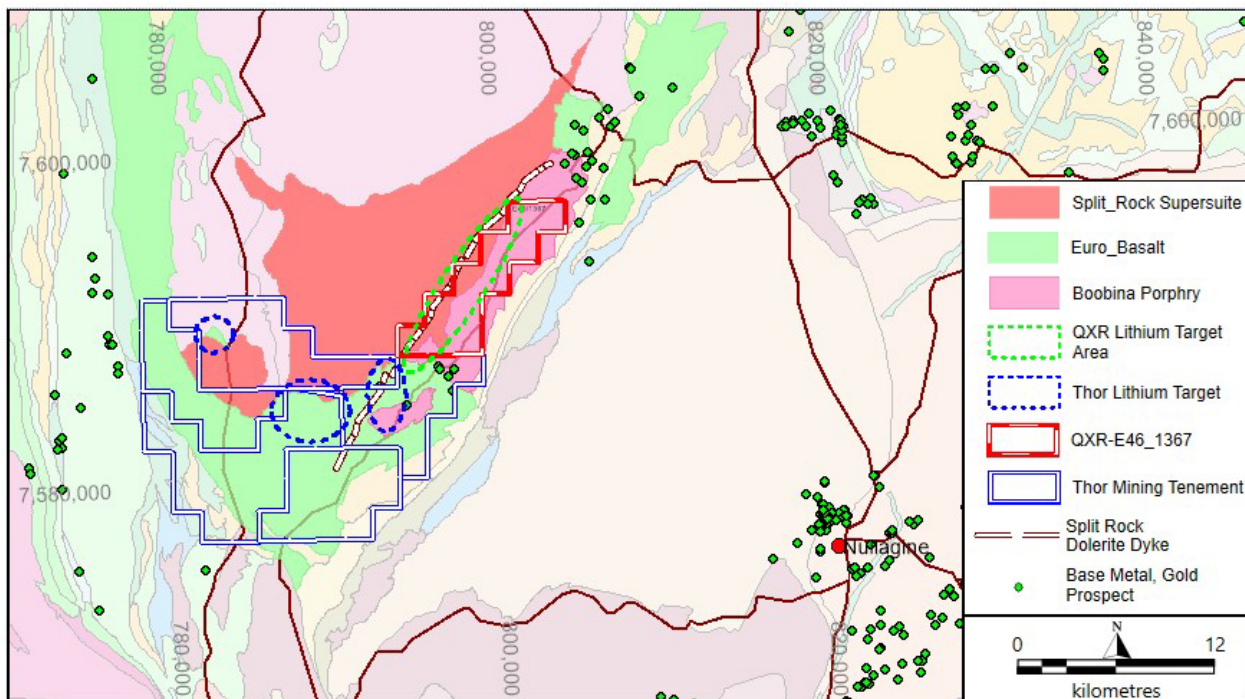 780,000
800,000
820,000
840,000
7,600,000
7,600,000
7,580,000
Nullagine
780,000
800,000
820,000
Split_Rock Supersuite
Euro_Basalt
Boobina Porphry
QXR Lithium Target
Area
Thor Lithium Target
QXR-E46_1367
Thor Mining Tenement
Split Rock
Dolerite Dyke
Base Metal, Gold
Prospect
N
0
12
kilometres